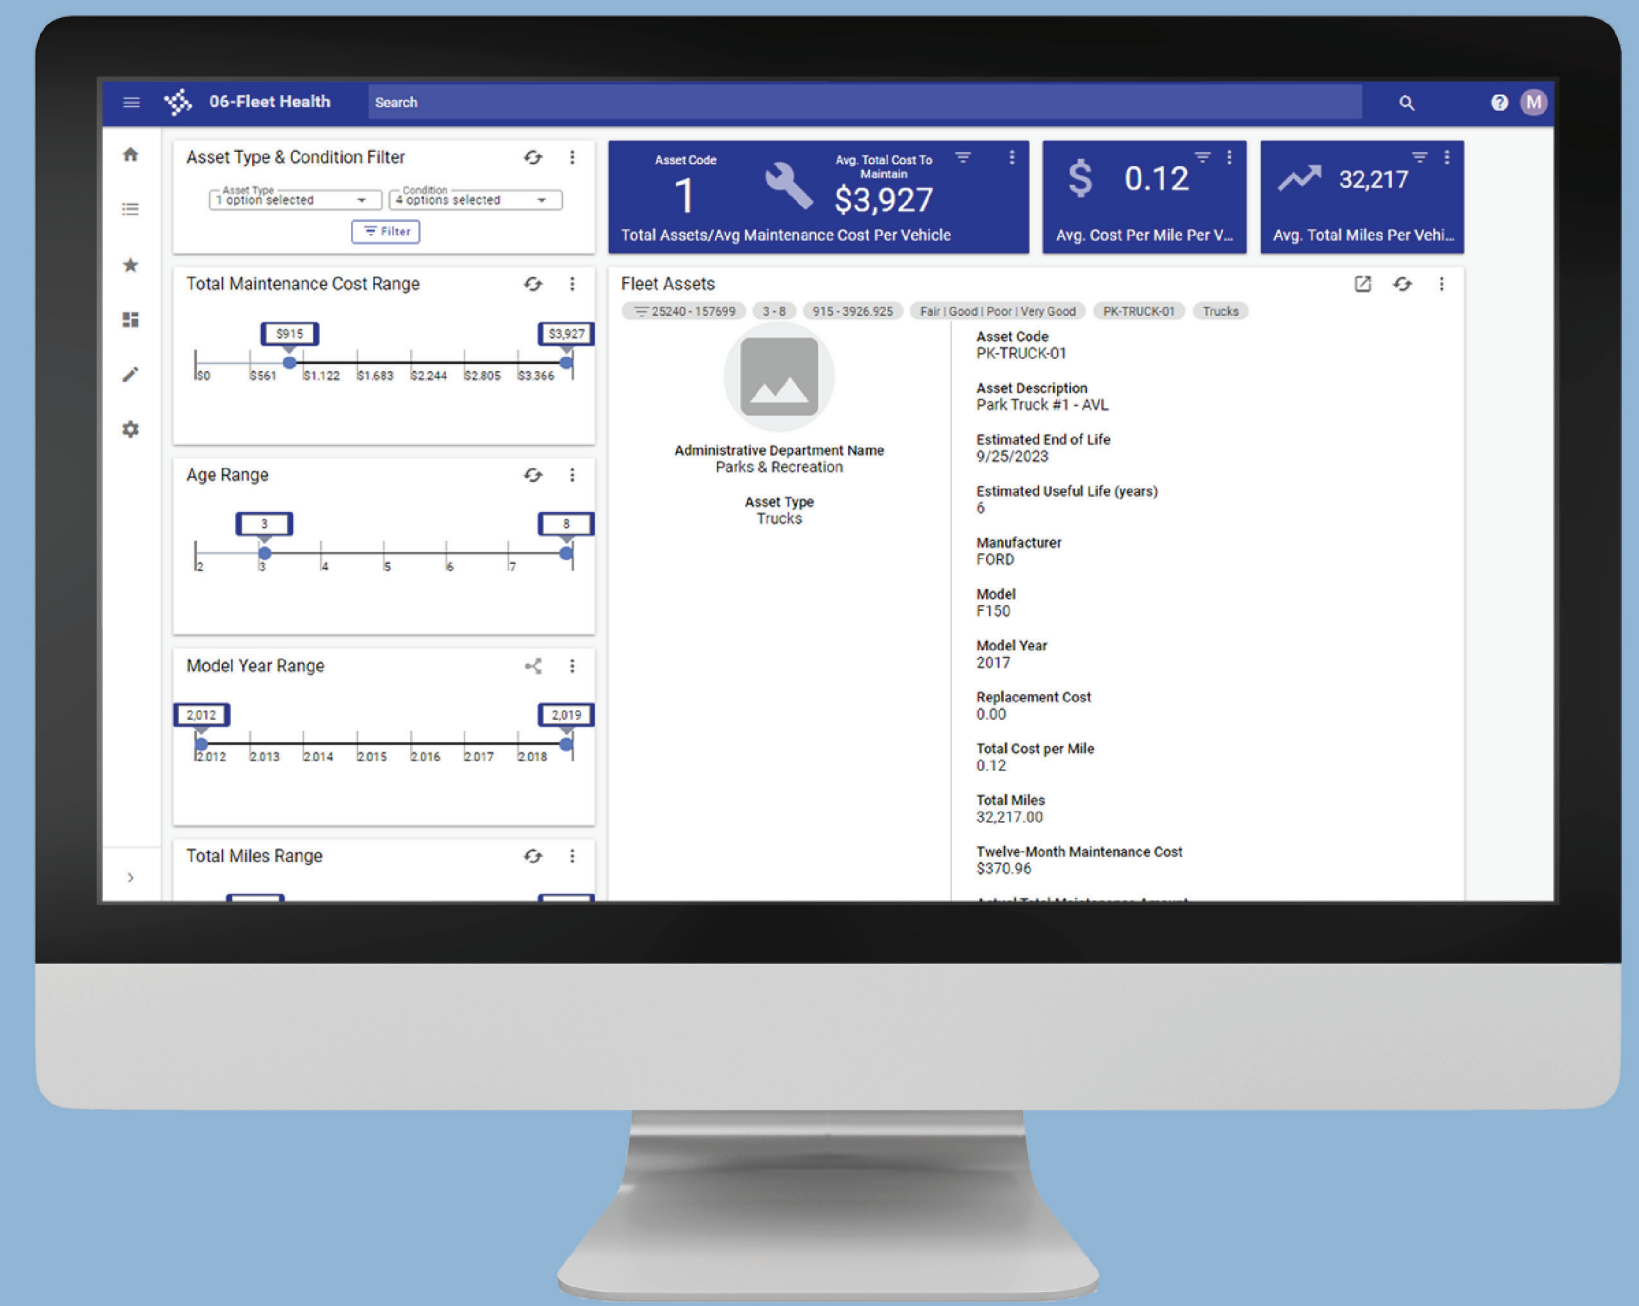 06-Fleet Health
Search
M
Asset Type & Condition Filter
Asset Type
1 option selected
Condition
4 options selected
Filter
Asset Code
1
Avg. Total Cost To
Maintain
$3,927
Total Assets/Avg Maintenance Cost Per Vehicle
$ 0.12
Avg. Cost Per Mile Per V...
32,217
Avg. Total Miles Per Vehi...
Total Maintenance Cost Range
$915
$3,927
$0 $561 $1.122 $1.683 $2.244 $2.805 $3.366
Age Range
3
8
2 3 4 5 6 7
Model Year Range
2,012
2,019
2.012 2.013 2.014 2.015 2.016 2.017 2.018
Total Miles Range
Fleet Assets
25240 - 157699
3 - 8
915 - 3926.925
Fair | Good | Poor | Very Good
PK-TRUCK-01
Trucks
Administrative Department Name
Parks & Recreation
Asset Type
Trucks
Asset Code
PK-TRUCK-01
Asset Description
Park Truck #1 - AVL
Estimated End of Life
9/25/2023
Estimated Useful Life (years)
6
Manufacturer
FORD
Model
F150
Model Year
2017
Replacement Cost
0.00
Total Cost per Mile
0.12
Total Miles
32,217.00
Twelve-Month Maintenance Cost
$370.96